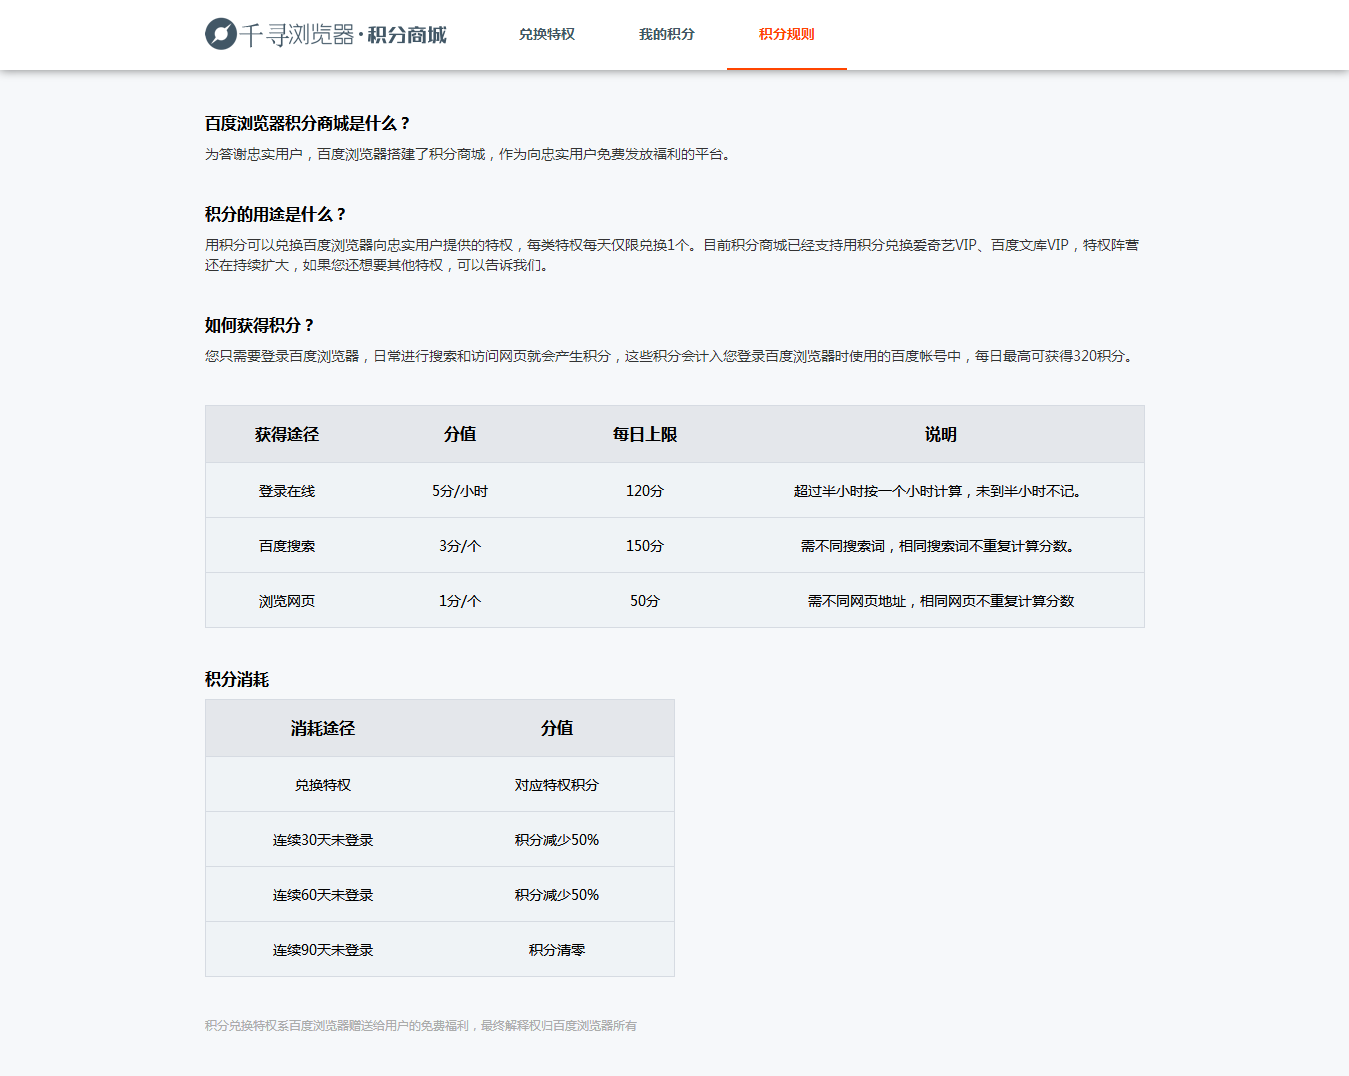 千寻浏览器·积分商城 兑换特权 我的积分 积分规则
百度浏览器积分商城是什么？
为答谢忠实用户，百度浏览器搭建了积分商城，作为向忠实用户免费发放福利的平台。
积分的用途是什么？
用积分可以兑换百度浏览器向忠实用户提供的特权，每类特权每天仅限兑换1个。目前积分商城已经支持用积分兑换爱奇艺VIP、百度文库VIP，特权阵营
还在持续扩大，如果您还想要其他特权，可以告诉我们。
如何获得积分？
您只需要登录百度浏览器，日常进行搜索和访问网页就会产生积分，这些积分会计入您登录百度浏览器时使用的百度帐号中，每日最高可获得320积分。
获得途径 分值 每日上限 说明
登录在线 5分/小时 120分 超过半小时按一个小时计算，未到半小时不记。
百度搜索 3分/个 150分 需不同搜索词，相同搜索词不重复计算分数。
浏览网页 1分/个 50分 需不同网页地址，相同网页不重复计算分数
积分消耗
消耗途径 分值
兑换特权 对应特权积分
连续30天未登录 积分减少50%
连续60天未登录 积分减少50%
连续90天未登录 积分清零
积分兑换特权系百度浏览器赠送给用户的免费福利，最终解释权归百度浏览器所有